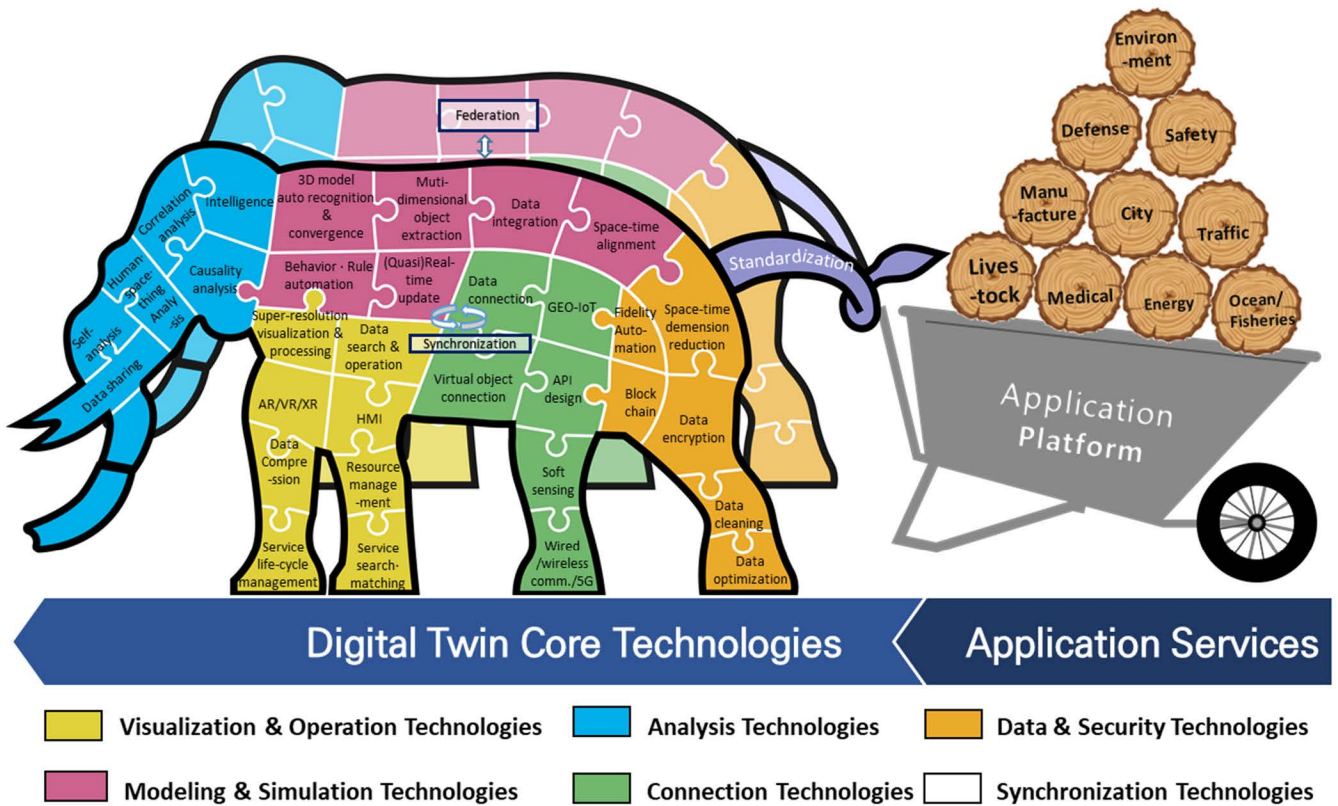 Federation
Correlation
analysis
Intelligence
3D model
auto recognition
&
convergence
Muti-
dimensional
object
extraction
Data
integration
Space-time
alignment
Human-
space-
thing
Analy
-sis
Causality
analysis
Behavior · Rule
automation
(Quasi)Real-
time
update
Data
connection
GEO-IoT
Standardization
Self-
analysis
Super-resolution
visualization &
processing
Data
search &
operation
Synchronization
Fidelity
Auto-
mation
Space-time
demension
reduction
Data sharing
AR/VR/XR
HMI
Virtual object
connection
API
design
Block
chain
Data
encryption
Data
Compre
-ssion
Resource
manage
-ment
Soft
sensing
Data
cleaning
Service
life-cycle
management
Service
search·
matching
Wired
/wireless
comm./5G
Data
optimization
Environ
-ment
Defense
Safety
Manu
-facture
City
Traffic
Lives
-tock
Medical
Energy
Ocean/
Fisheries
Application
Platform
Digital Twin Core Technologies
Application Services
Visualization & Operation Technologies
Analysis Technologies
Data & Security Technologies
Modeling & Simulation Technologies
Connection Technologies
Synchronization Technologies